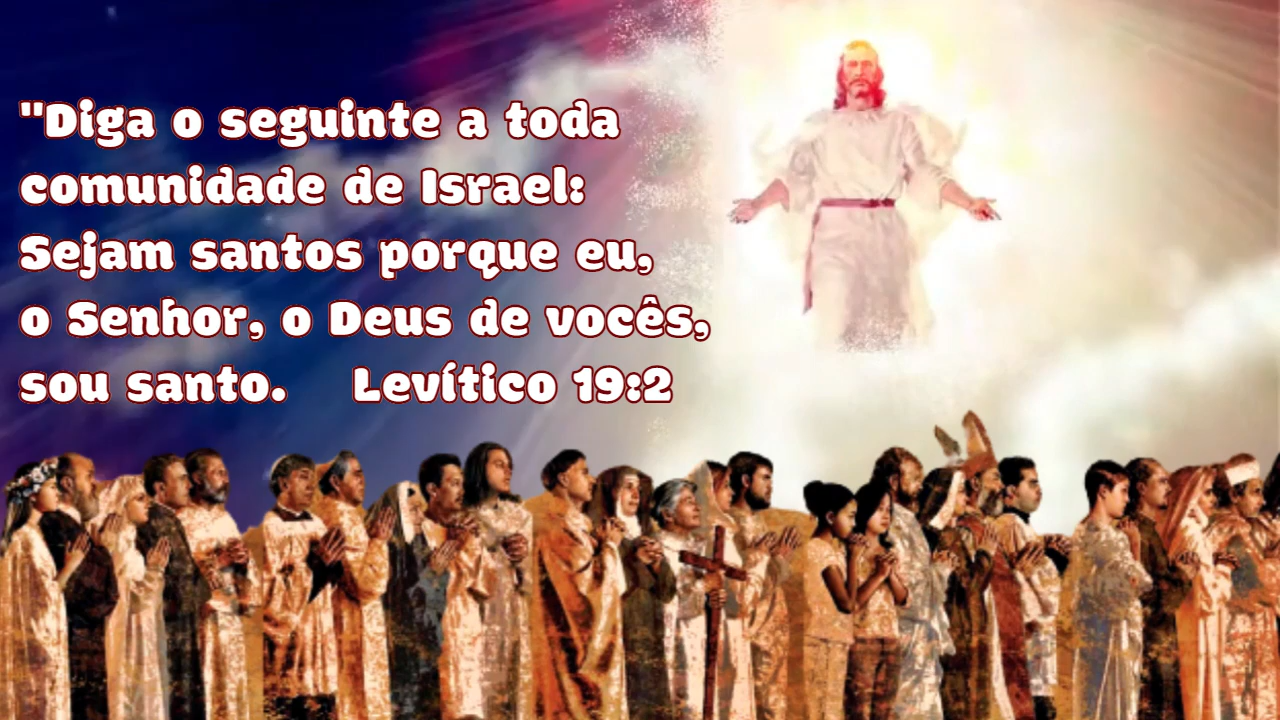 "Diga o seguinte a toda
comunidade de Israel:
Sejam santos porque eu,
o Senhor, o Deus de vocês,
sou santo. Levítico 19:2